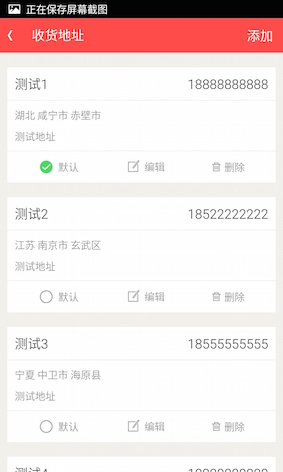 正在保存屏幕截图
收货地址 添加
测试1 18888888888
湖北 咸宁市 赤壁市
测试地址
默认 编辑 删除
测试2 18522222222
江苏 南京市 玄武区
测试地址
默认 编辑 删除
测试3 18555555555
宁夏 中卫市 海原县
测试地址
默认 编辑 删除